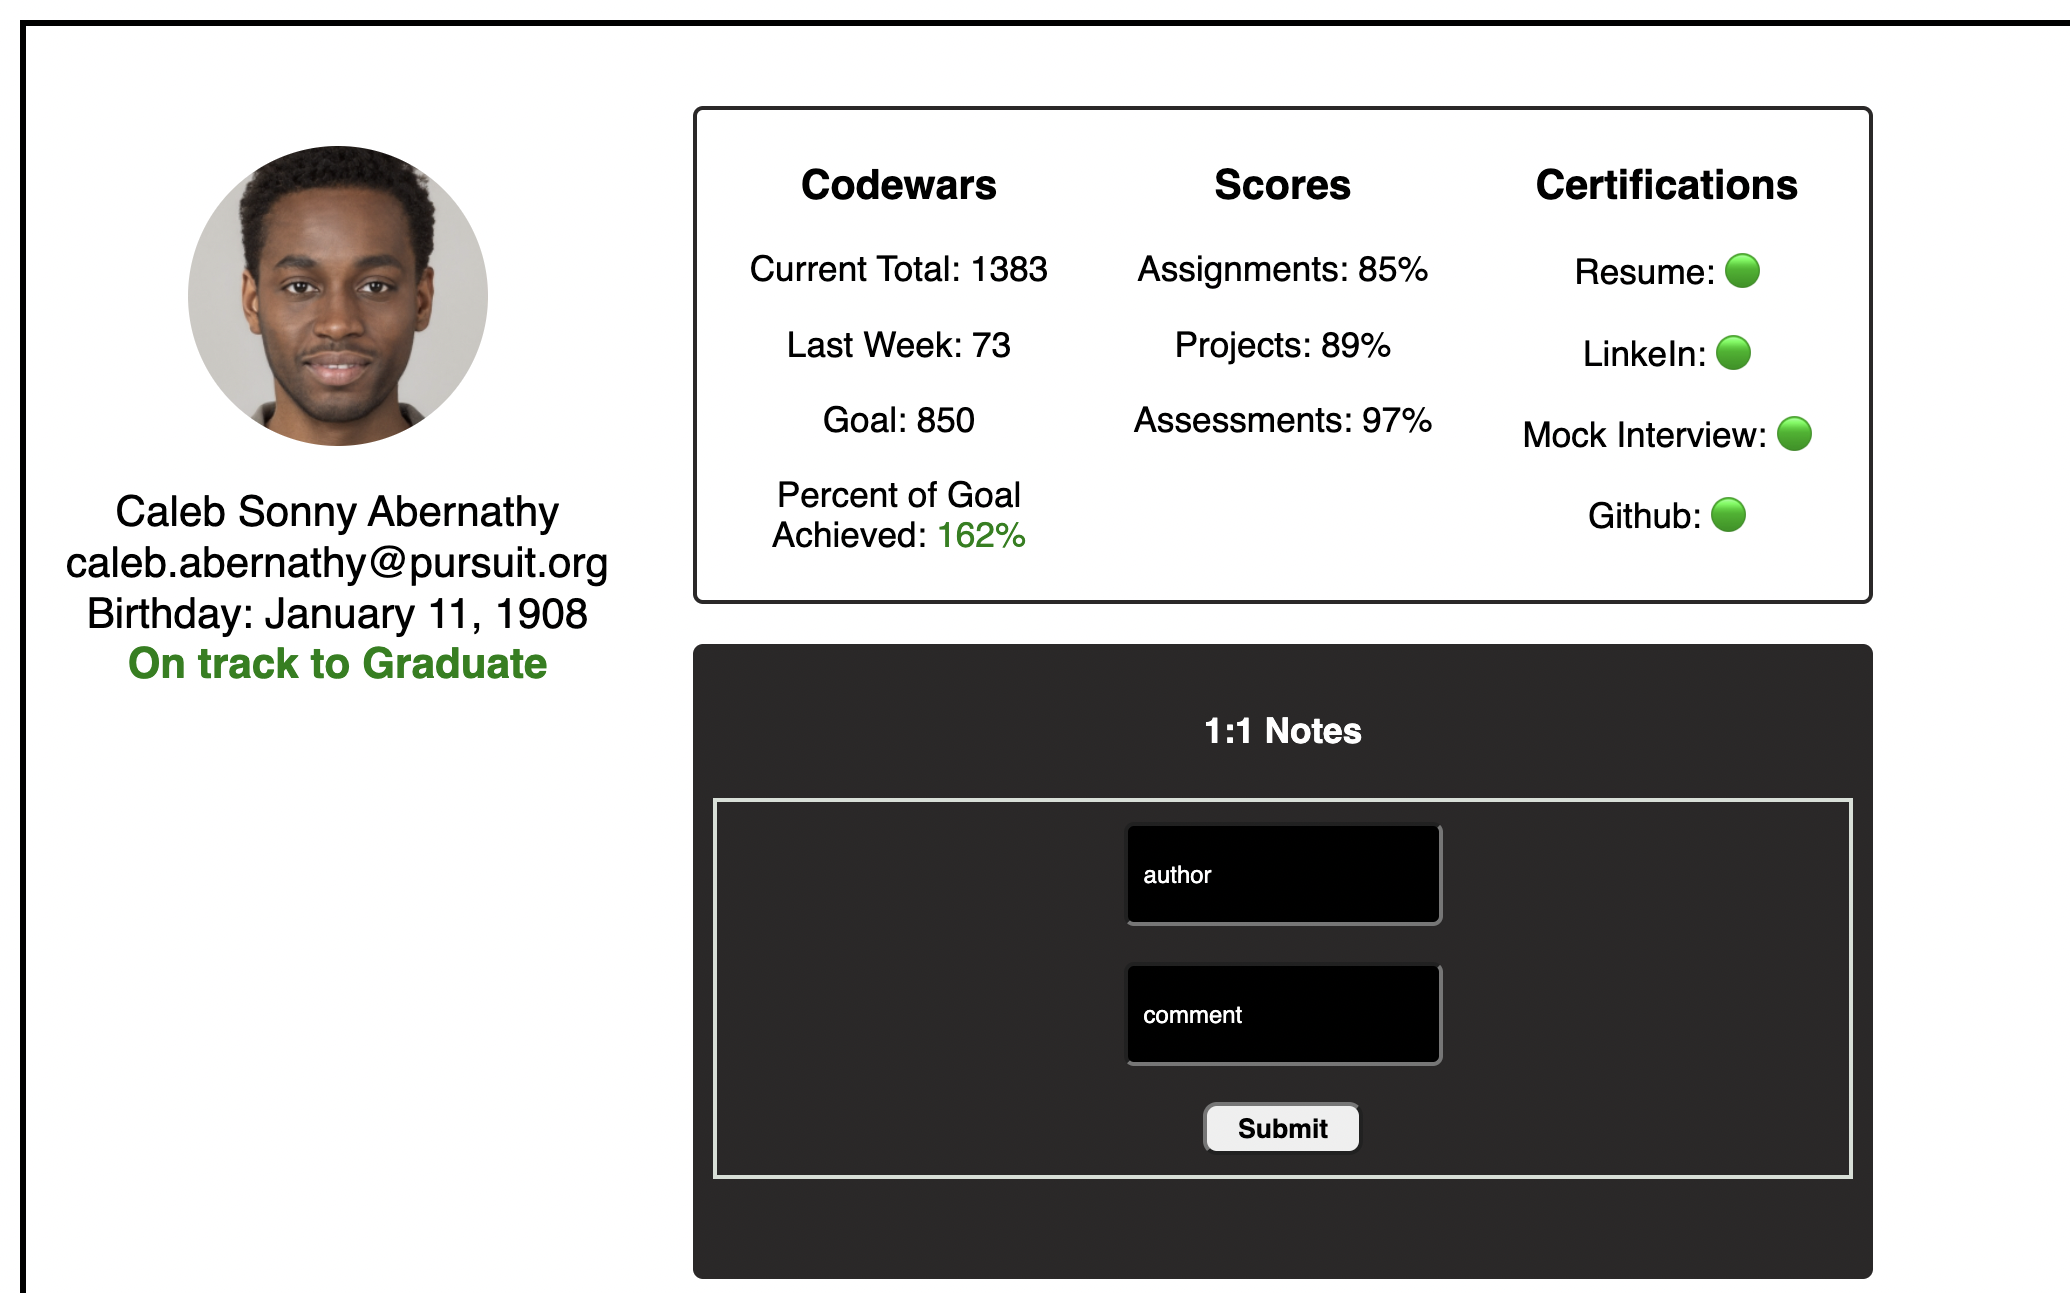 Caleb Sonny Abernathy
caleb.abernathy@pursuit.org
Birthday: January 11, 1908
On track to Graduate
Codewars
Current Total: 1383
Last Week: 73
Goal: 850
Percent of Goal
Achieved: 162%
Scores
Assignments: 85%
Projects: 89%
Assessments: 97%
Certifications
Resume: 🟢
LinkeIn: 🟢
Mock Interview: 🟢
Github: 🟢
1:1 Notes
author
comment
Submit